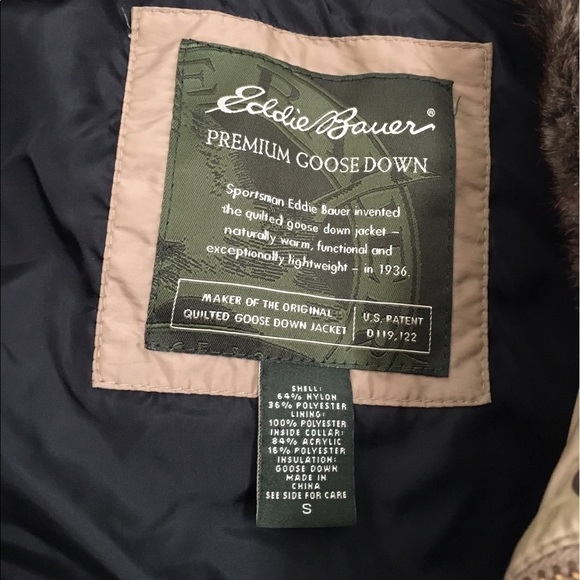 Eddie Bauer®
PREMIUM GOOSE DOWN
Sportsman Eddie Bauer invented
the quilted goose down jacket –
naturally warm, functional and
exceptionally lightweight – in 1936.
MAKER OF THE ORIGINAL
QUILTED GOOSE DOWN JACKET
U.S. PATENT
D119,122
SHELL:
64% NYLON
36% POLYESTER
LINING:
100% POLYESTER
INSIDE COLLAR:
84% ACRYLIC
16% POLYESTER
INSULATION:
GOOSE DOWN
MADE IN
CHINA
SEE SIDE FOR CARE
S